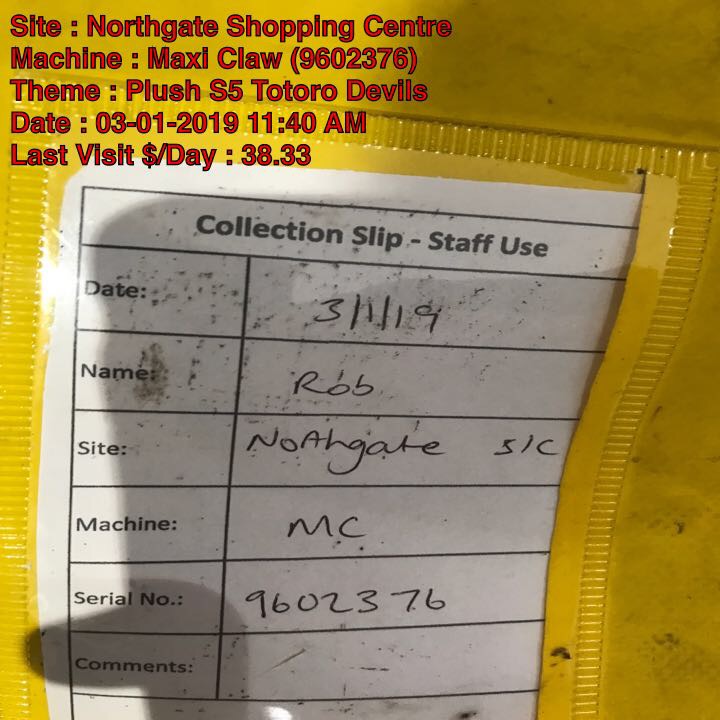 Site : Northgate Shopping Centre
Machine : Maxi Claw (9602376)
Theme : Plush S5 Totoro Devils
Date : 03-01-2019 11:40 AM
Last Visit $/Day : 38.33
Collection Slip - Staff Use
Date: 3/1/19
Name: Rob
Site: Northgate S/C
Machine: MC
Serial No.: 9602376
Comments: